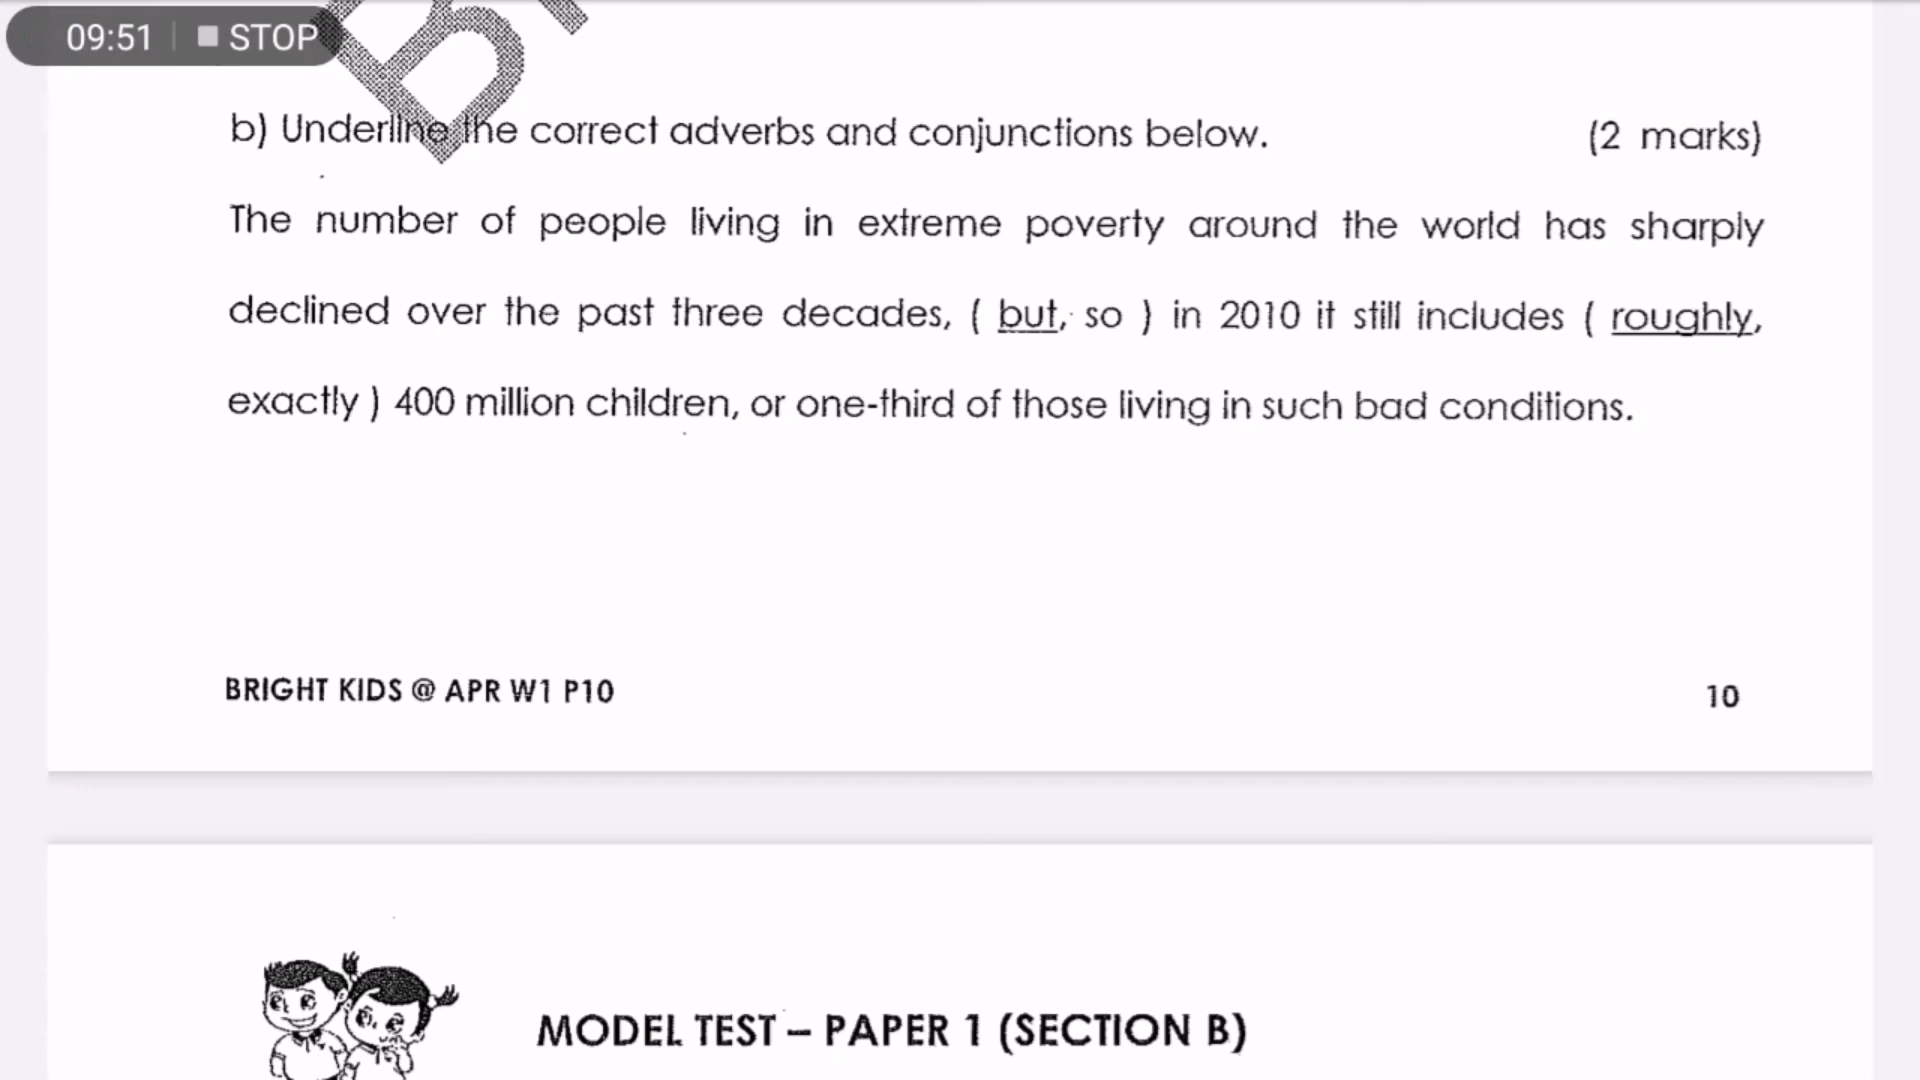 09:51 STOP
b) Underline the correct adverbs and conjunctions below. (2 marks)
The number of people living in extreme poverty around the world has sharply
declined over the past three decades, ( but, so ) in 2010 it still includes ( roughly,
exactly ) 400 million children, or one-third of those living in such bad conditions.
BRIGHT KIDS @ APR W1 P10 10
MODEL TEST – PAPER 1 (SECTION B)